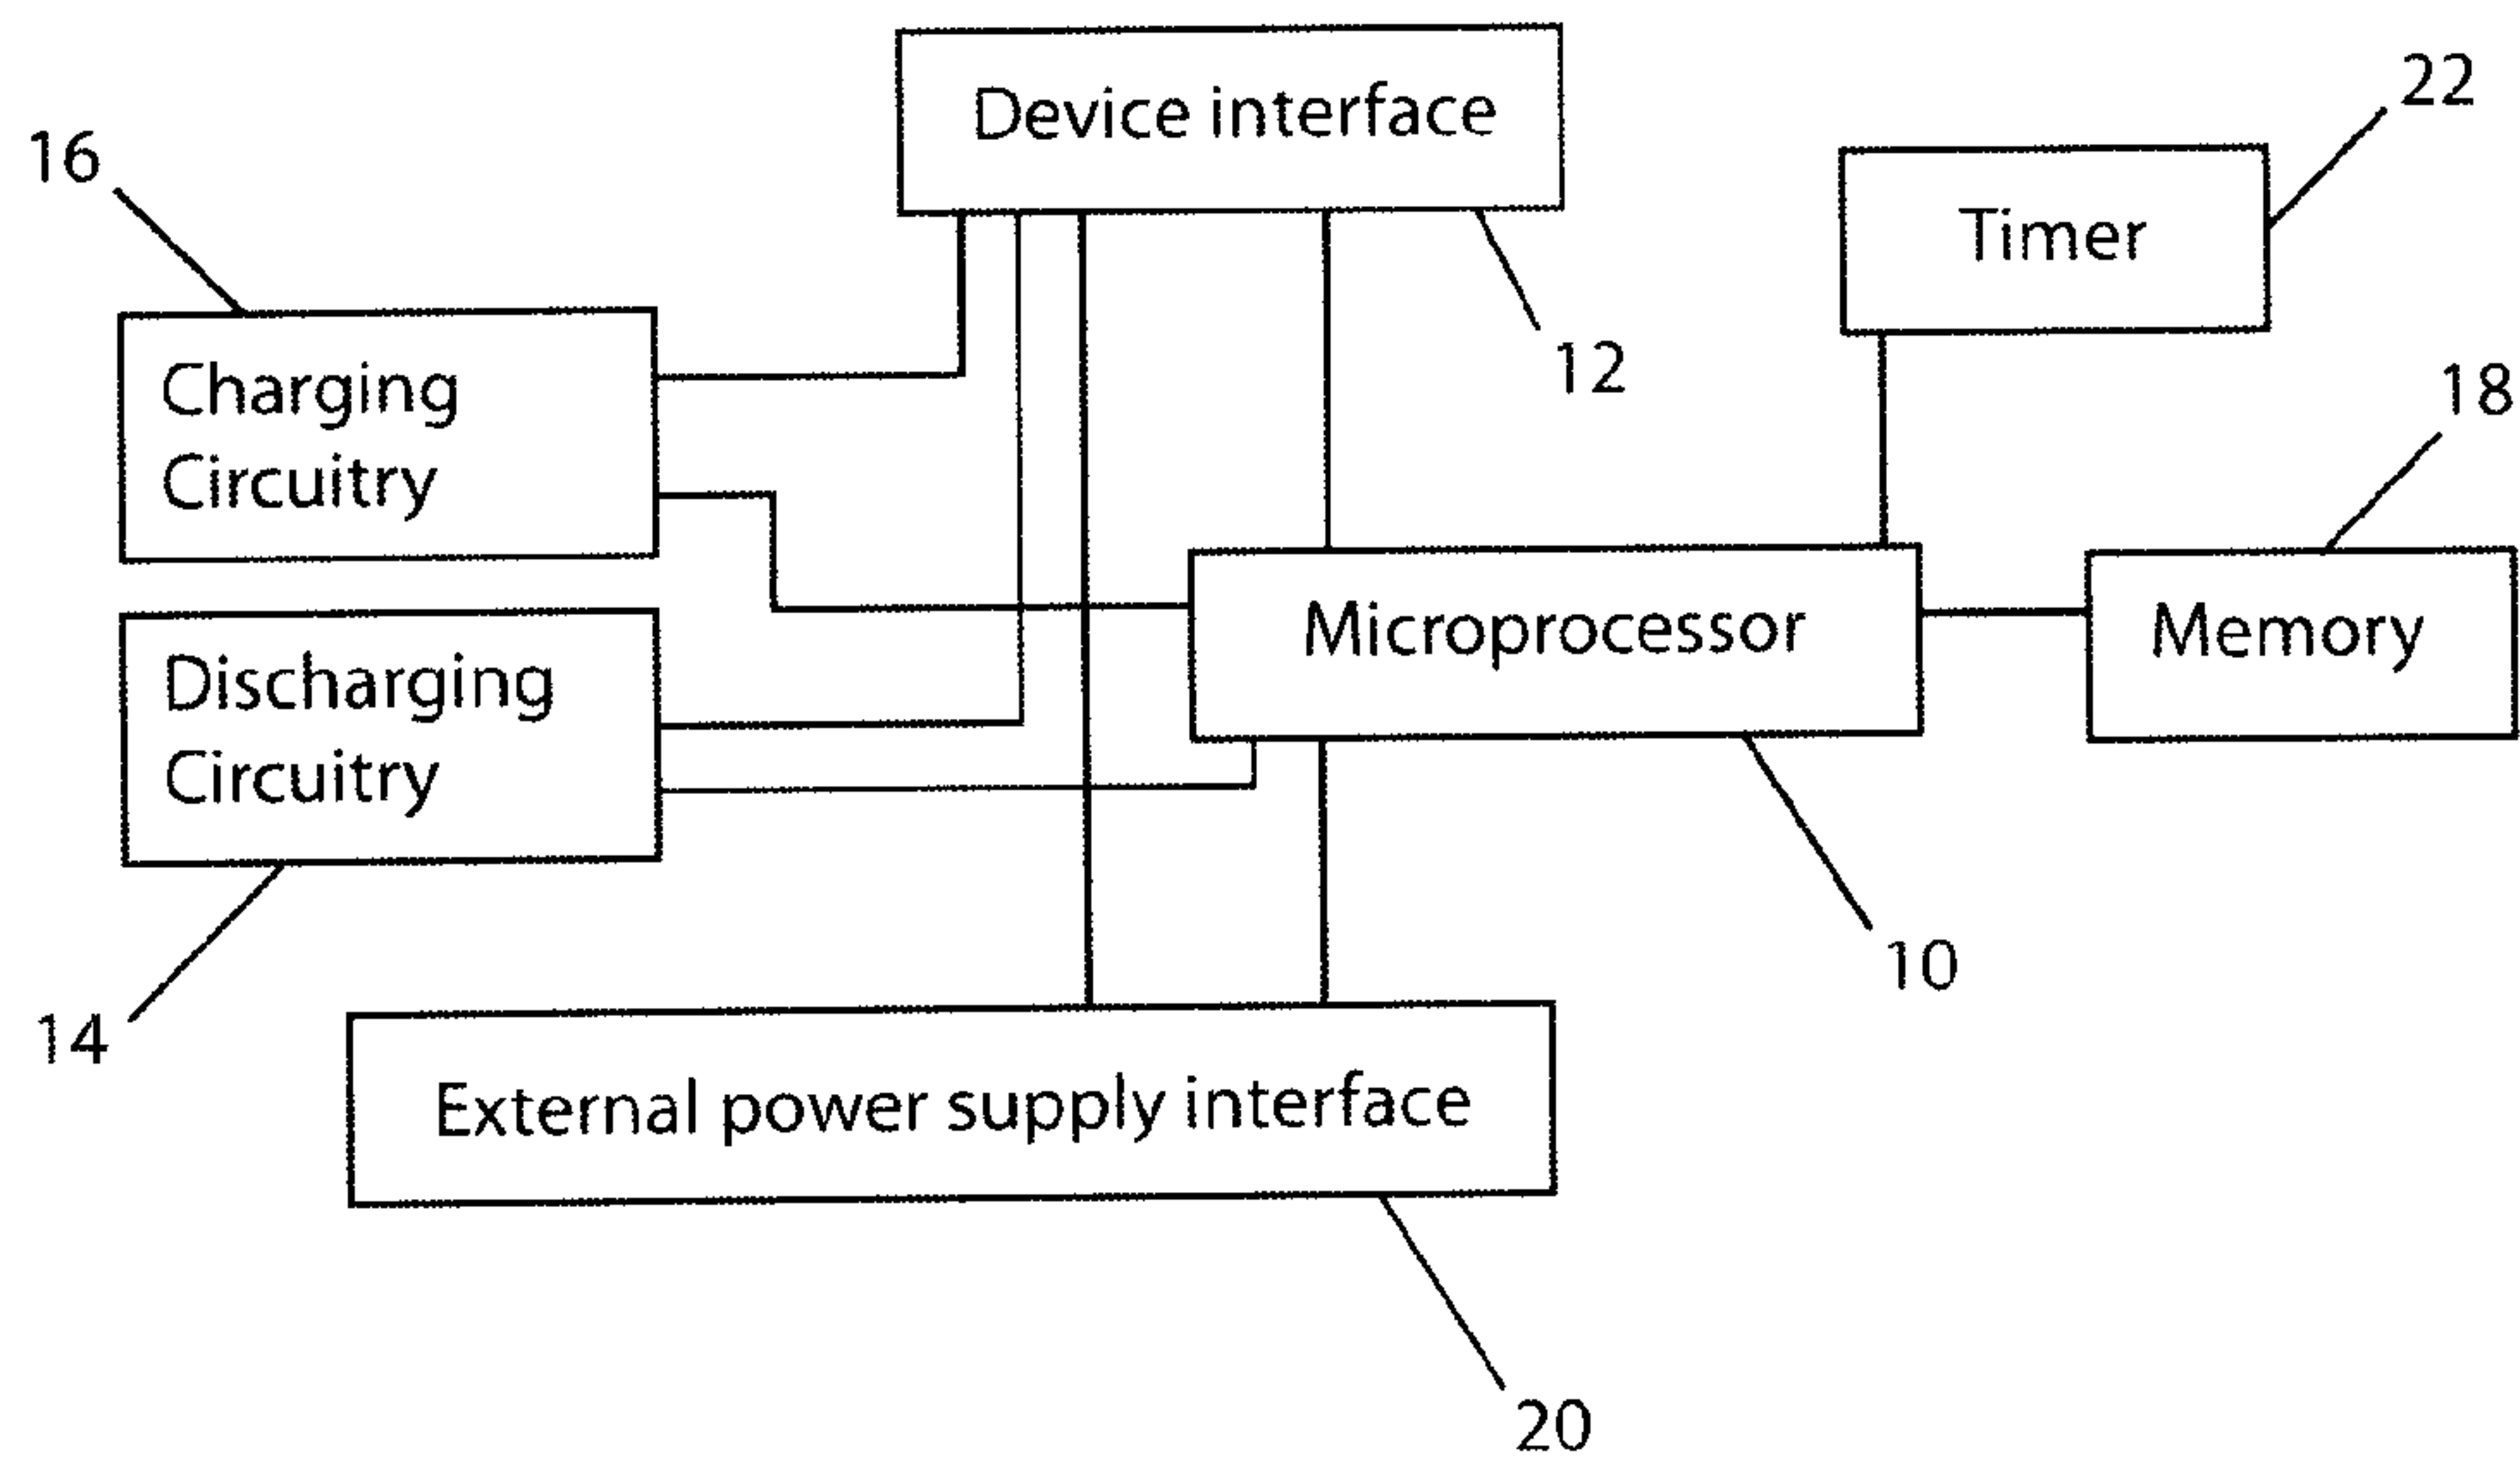 Device interface
22
16
Timer
12
18
Charging
Circuitry
Microprocessor
Memory
Discharging
Circuitry
10
14
External power supply interface
20